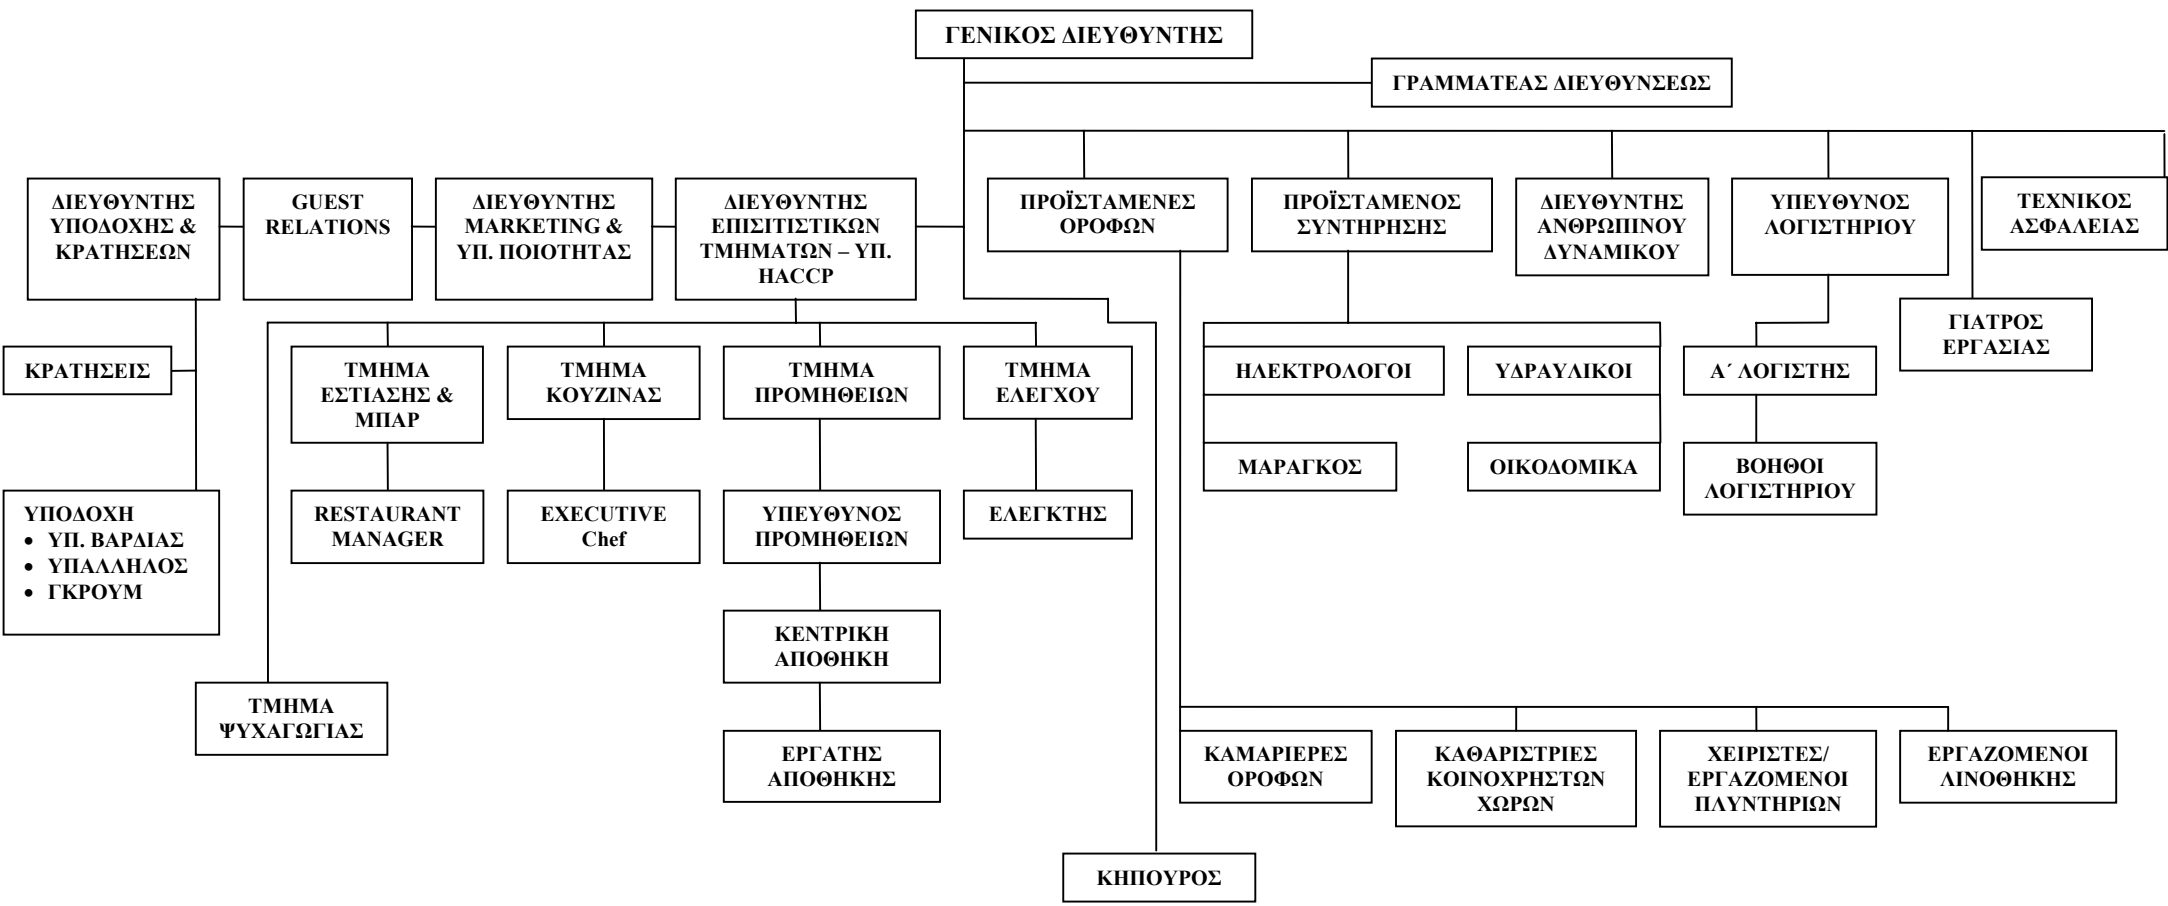 ΓΕΝΙΚΟΣ ΔΙΕΥΘΥΝΤΗΣ
ΓΡΑΜΜΑΤΕΑΣ ΔΙΕΥΘΥΝΣΕΩΣ
ΔΙΕΥΘΥΝΤΗΣ
ΥΠΟΔΟΧΗΣ &
ΚΡΑΤΗΣΕΩΝ
GUEST
RELATIONS
ΔΙΕΥΘΥΝΤΗΣ
MARKETING &
ΥΠ. ΠΟΙΟΤΗΤΑΣ
ΔΙΕΥΘΥΝΤΗΣ
ΕΠΙΣΙΤΙΣΤΙΚΩΝ
ΤΜΗΜΑΤΩΝ – ΥΠ.
HACCP
ΠΡΟΪΣΤΑΜΕΝΕΣ
ΟΡΟΦΩΝ
ΠΡΟΪΣΤΑΜΕΝΟΣ
ΣΥΝΤΗΡΗΣΗΣ
ΔΙΕΥΘΥΝΤΗΣ
ΑΝΘΡΩΠΙΝΟΥ
ΔΥΝΑΜΙΚΟΥ
ΥΠΕΥΘΥΝΟΣ
ΛΟΓΙΣΤΗΡΙΟΥ
ΤΕΧΝΙΚΟΣ
ΑΣΦΑΛΕΙΑΣ
ΓΙΑΤΡΟΣ
ΕΡΓΑΣΙΑΣ
ΚΡΑΤΗΣΕΙΣ
ΤΜΗΜΑ
ΕΣΤΙΑΣΗΣ &
ΜΠΑΡ
ΤΜΗΜΑ
ΚΟΥΖΙΝΑΣ
ΤΜΗΜΑ
ΠΡΟΜΗΘΕΙΩΝ
ΤΜΗΜΑ
ΕΛΕΓΧΟΥ
ΗΛΕΚΤΡΟΛΟΓΟΙ
ΥΔΡΑΥΛΙΚΟΙ
Α΄ ΛΟΓΙΣΤΗΣ
ΜΑΡΑΓΚΟΣ
ΟΙΚΟΔΟΜΙΚΑ
ΒΟΗΘΟΙ
ΛΟΓΙΣΤΗΡΙΟΥ
ΥΠΟΔΟΧΗ
• ΥΠ. ΒΑΡΔΙΑΣ
• ΥΠΑΛΛΗΛΟΣ
• ΓΚΡΟΥΜ
RESTAURANT
MANAGER
EXECUTIVE
Chef
ΥΠΕΥΘΥΝΟΣ
ΠΡΟΜΗΘΕΙΩΝ
ΕΛΕΓΚΤΗΣ
ΚΕΝΤΡΙΚΗ
ΑΠΟΘΗΚΗ
ΤΜΗΜΑ
ΨΥΧΑΓΩΓΙΑΣ
ΕΡΓΑΤΗΣ
ΑΠΟΘΗΚΗΣ
ΚΑΜΑΡΙΕΡΕΣ
ΟΡΟΦΩΝ
ΚΑΘΑΡΙΣΤΡΙΕΣ
ΚΟΙΝΟΧΡΗΣΤΩΝ
ΧΩΡΩΝ
ΧΕΙΡΙΣΤΕΣ/
ΕΡΓΑΖΟΜΕΝΟΙ
ΠΛΥΝΤΗΡΙΩΝ
ΕΡΓΑΖΟΜΕΝΟΙ
ΛΙΝΟΘΗΚΗΣ
ΚΗΠΟΥΡΟΣ